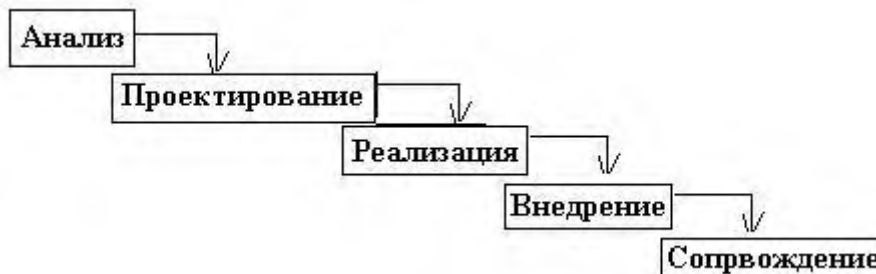 Анализ
Проектирование
Реализация
Внедрение
Сопрвождение